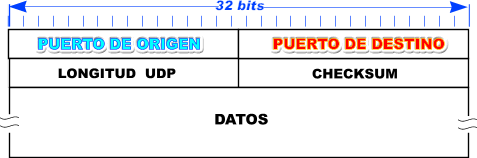 32 bits
PUERTO DE ORIGEN PUERTO DE DESTINO
LONGITUD UDP CHECKSUM
DATOS